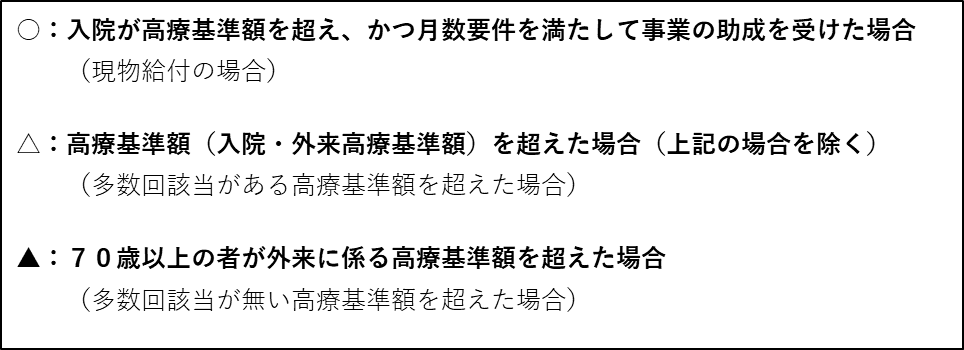 ○：入院が高療基準額を超え、かつ月数要件を満たして事業の助成を受けた場合
（現物給付の場合）
△：高療基準額（入院・外来高療基準額）を超えた場合（上記の場合を除く）
（多数回該当がある高療基準額を超えた場合）
▲：７０歳以上の者が外来に係る高療基準額を超えた場合
（多数回該当が無い高療基準額を超えた場合）